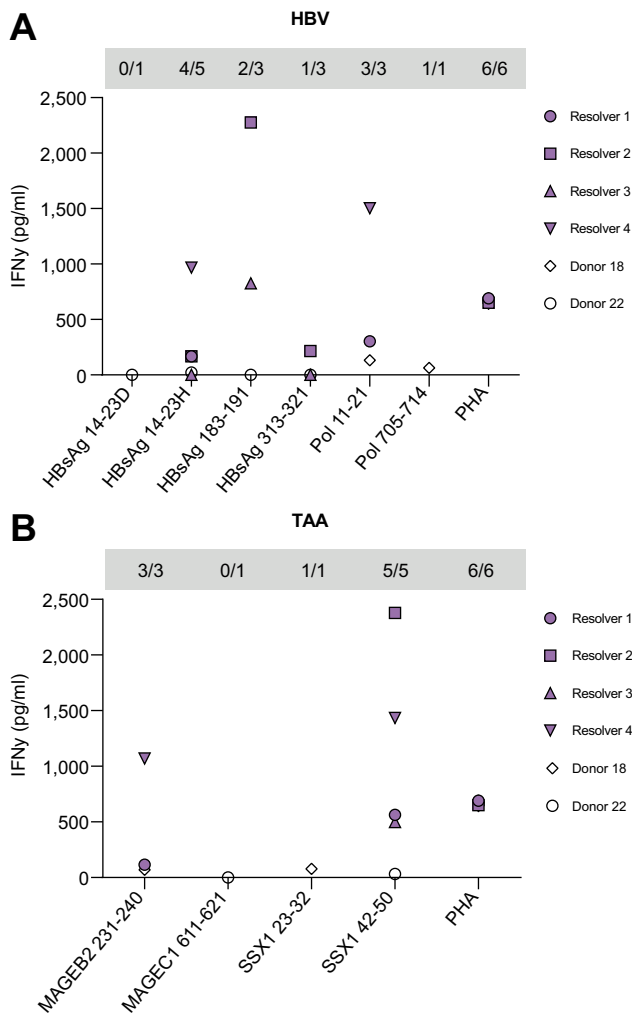 A
HBV
0/1 4/5 2/3 1/3 3/3 1/1 6/6
2,500
2,000
1,500
1,000
500
0
IFNy (pg/ml)
HBsAg 14-23D
HBsAg 14-23H
HBsAg 183-191
HBsAg 313-321
Pol 11-21
Pol 705-714
PHA
Resolver 1
Resolver 2
Resolver 3
Resolver 4
Donor 18
Donor 22
B
TAA
3/3 0/1 1/1 5/5 6/6
2,500
2,000
1,500
1,000
500
0
IFNy (pg/ml)
MAGEB2 231-240
MAGEC1 611-621
SSX1 23-32
SSX1 42-50
PHA
Resolver 1
Resolver 2
Resolver 3
Resolver 4
Donor 18
Donor 22